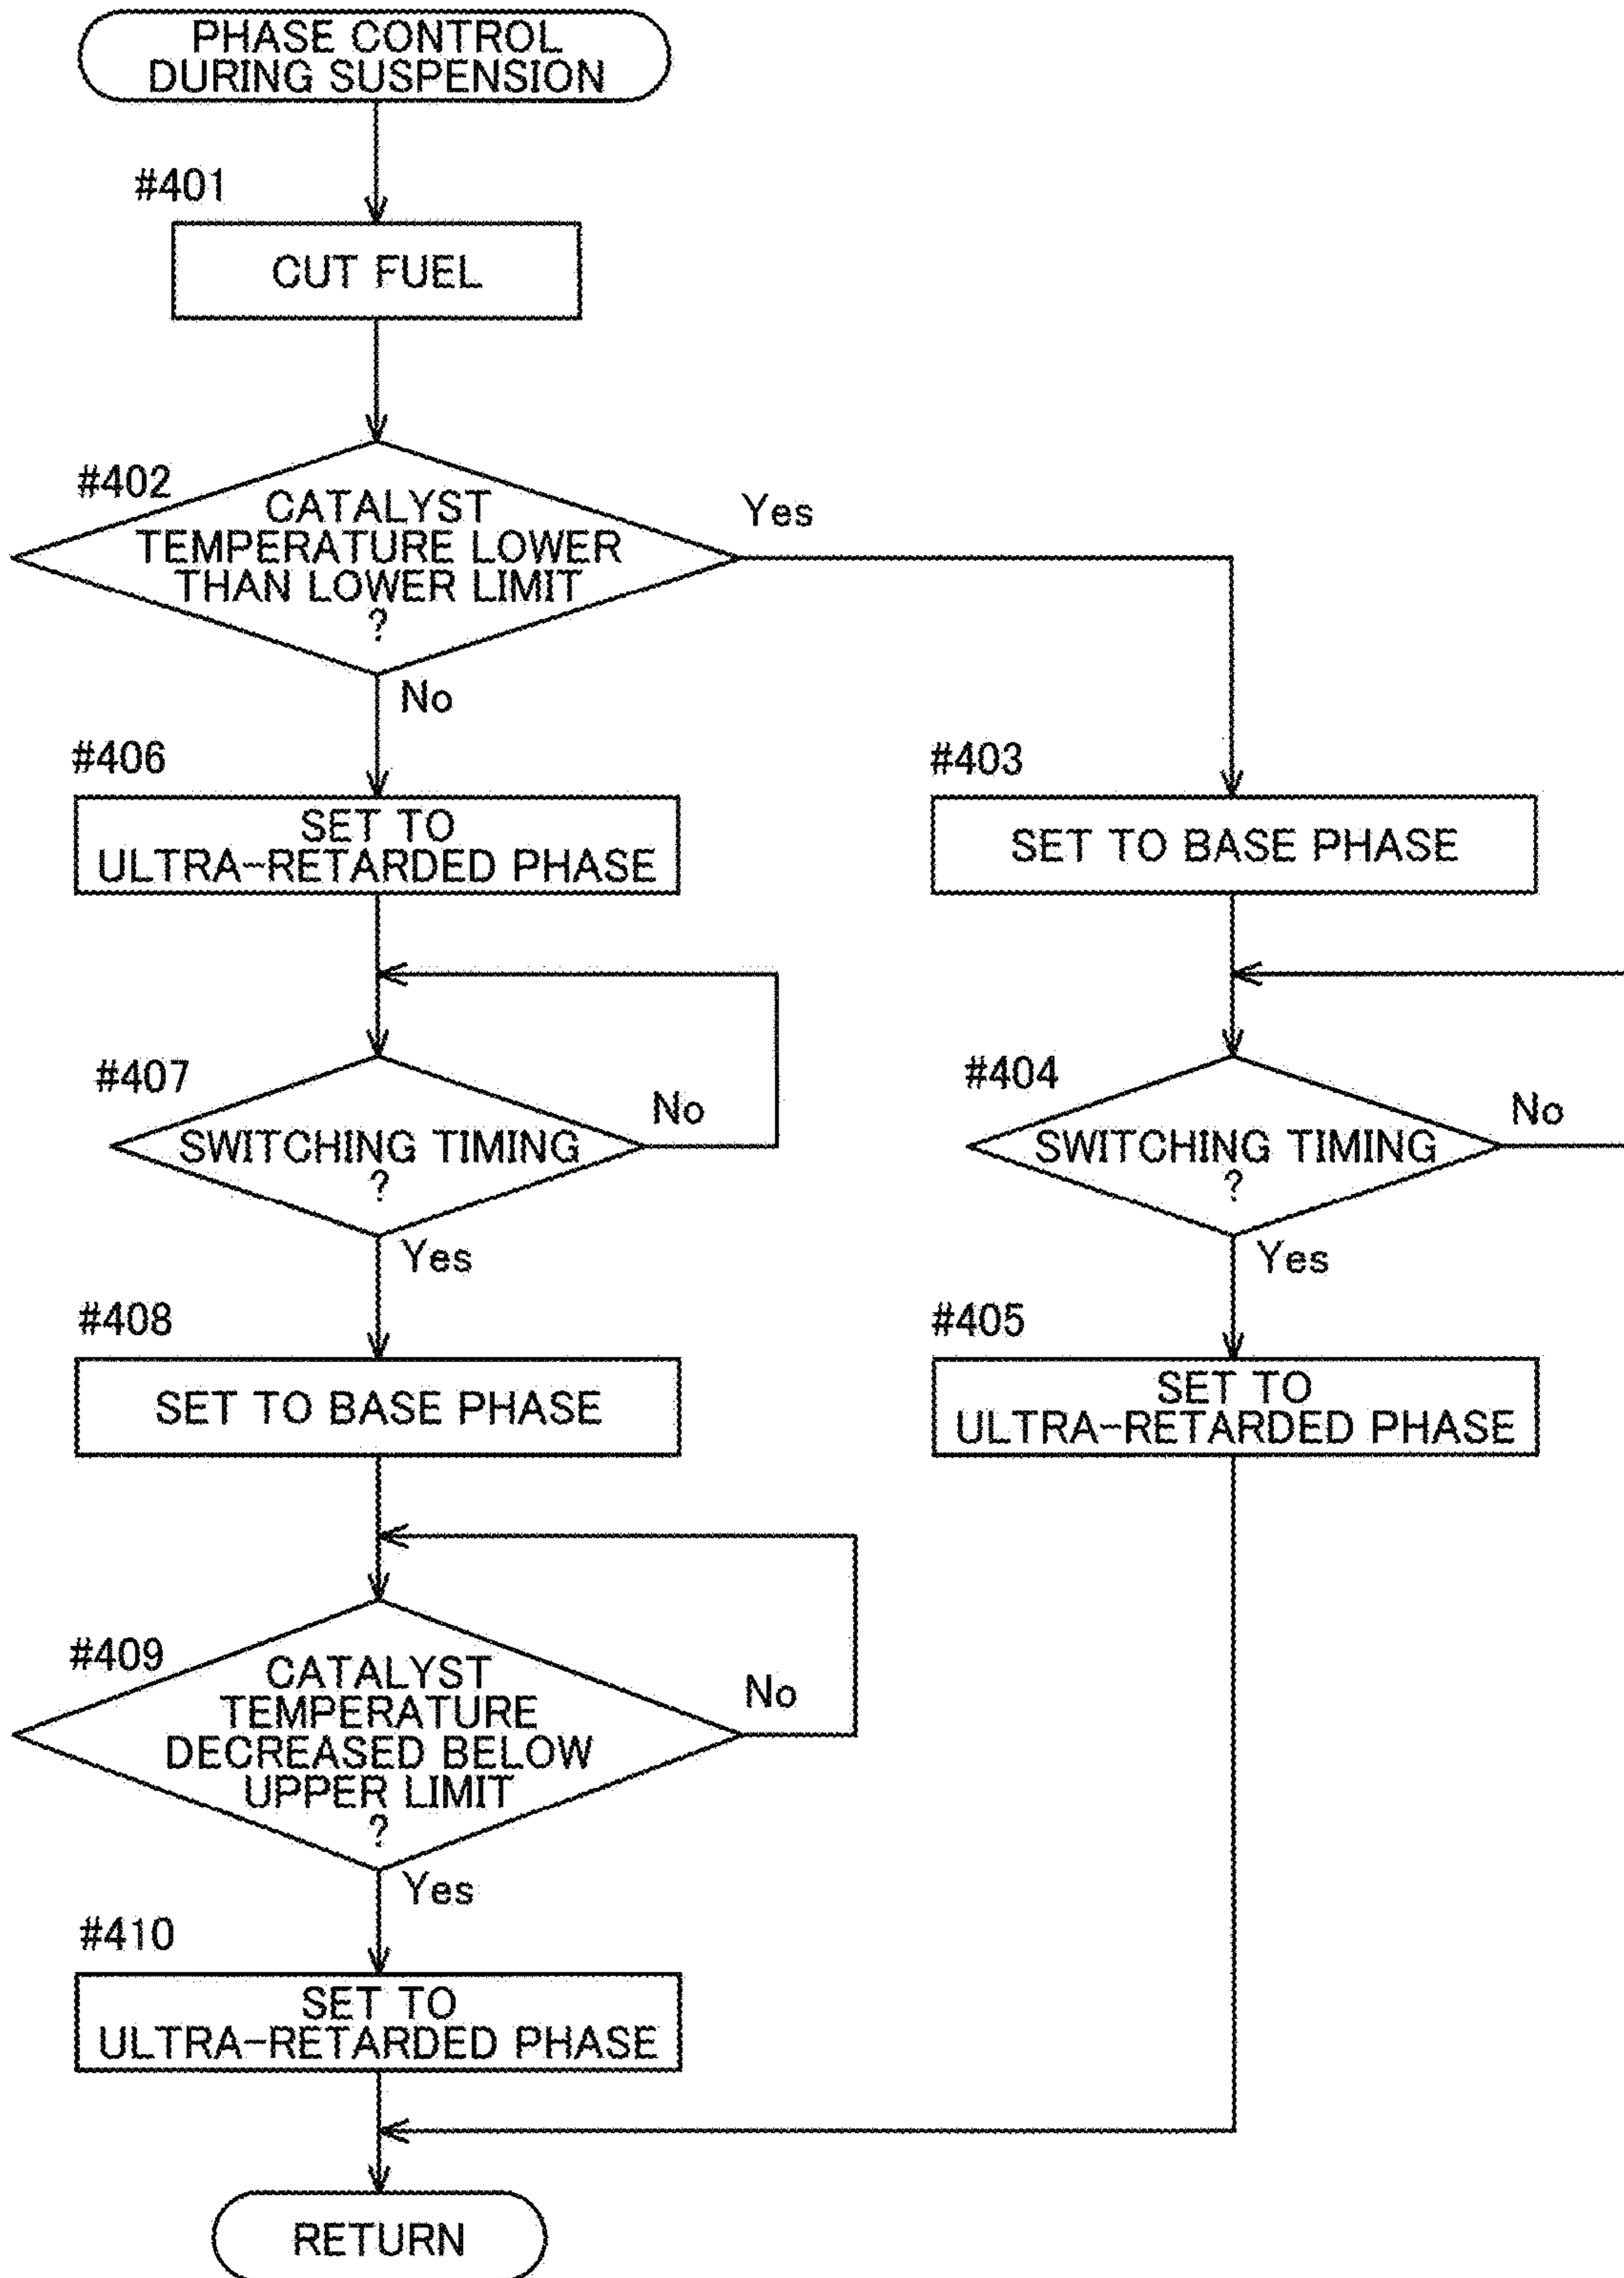 PHASE CONTROL
DURING SUSPENSION
#401
CUT FUEL
#402
CATALYST
TEMPERATURE LOWER
THAN LOWER LIMIT
?
Yes
No
#406
SET TO
ULTRA-RETARDED PHASE
#403
SET TO BASE PHASE
#407
SWITCHING TIMING
?
No
Yes
#404
SWITCHING TIMING
?
No
Yes
#408
SET TO BASE PHASE
#405
SET TO
ULTRA-RETARDED PHASE
#409
CATALYST
TEMPERATURE
DECREASED BELOW
UPPER LIMIT
?
No
Yes
#410
SET TO
ULTRA-RETARDED PHASE
RETURN